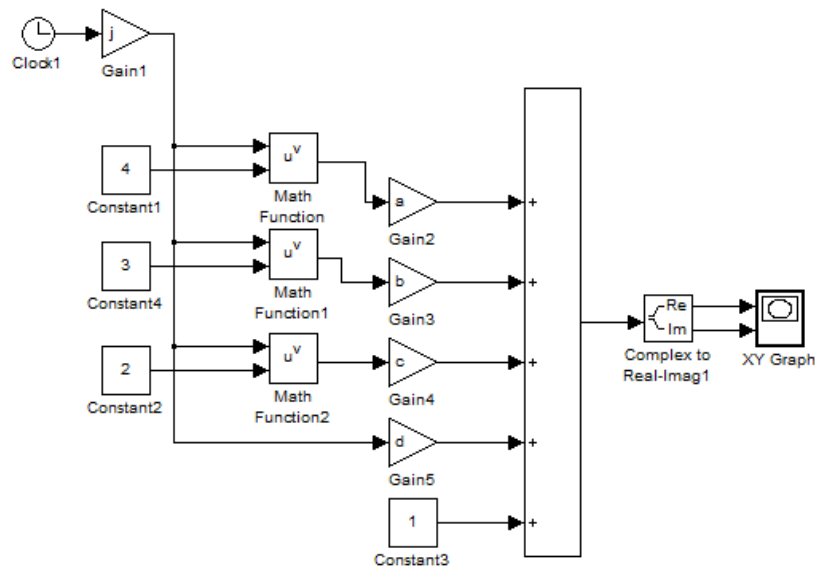 j
Clock1
Gain1
4
u^v
Constant1
Math
Function
a
+
Gain2
3
u^v
Constant4
Math
Function1
b
+
Gain3
Re
Im
2
u^v
Constant2
Math
Function2
c
+
Gain4
Complex to
Real-Imag1
XY Graph
d
+
Gain5
1
+
Constant3